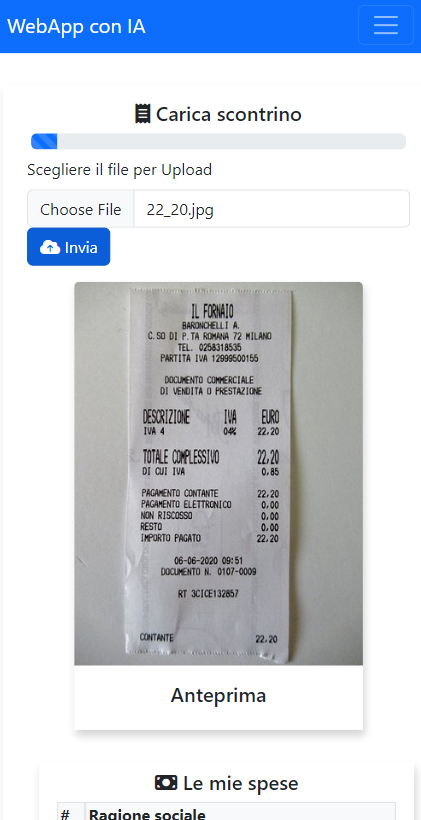 WebApp con IA
Carica scontrino
Scegliere il file per Upload
Choose File 22_20.jpg
Invia
IL FORNAIO
BARONCHELLI A.
C.SO DI P.TA ROMANA 72 MILANO
TEL. 0258318535
PARTITA IVA 12999500155
DOCUMENTO COMMERCIALE
DI VENDITA O PRESTAZIONE
DESCRIZIONE IVA EURO
IVA 4 04% 22,20
TOTALE COMPLESSIVO 22,20
DI CUI IVA 0,85
PAGAMENTO CONTANTE 22,20
PAGAMENTO ELETTRONICO 0,00
NON RISCOSSO 0,00
RESTO 0,00
IMPORTO PAGATO 22,20
06-06-2020 09:51
DOCUMENTO N. 0107-0009
RT 3CICE132857
CONTANTE 22,20
Anteprima
Le mie spese
# Ragione sociale